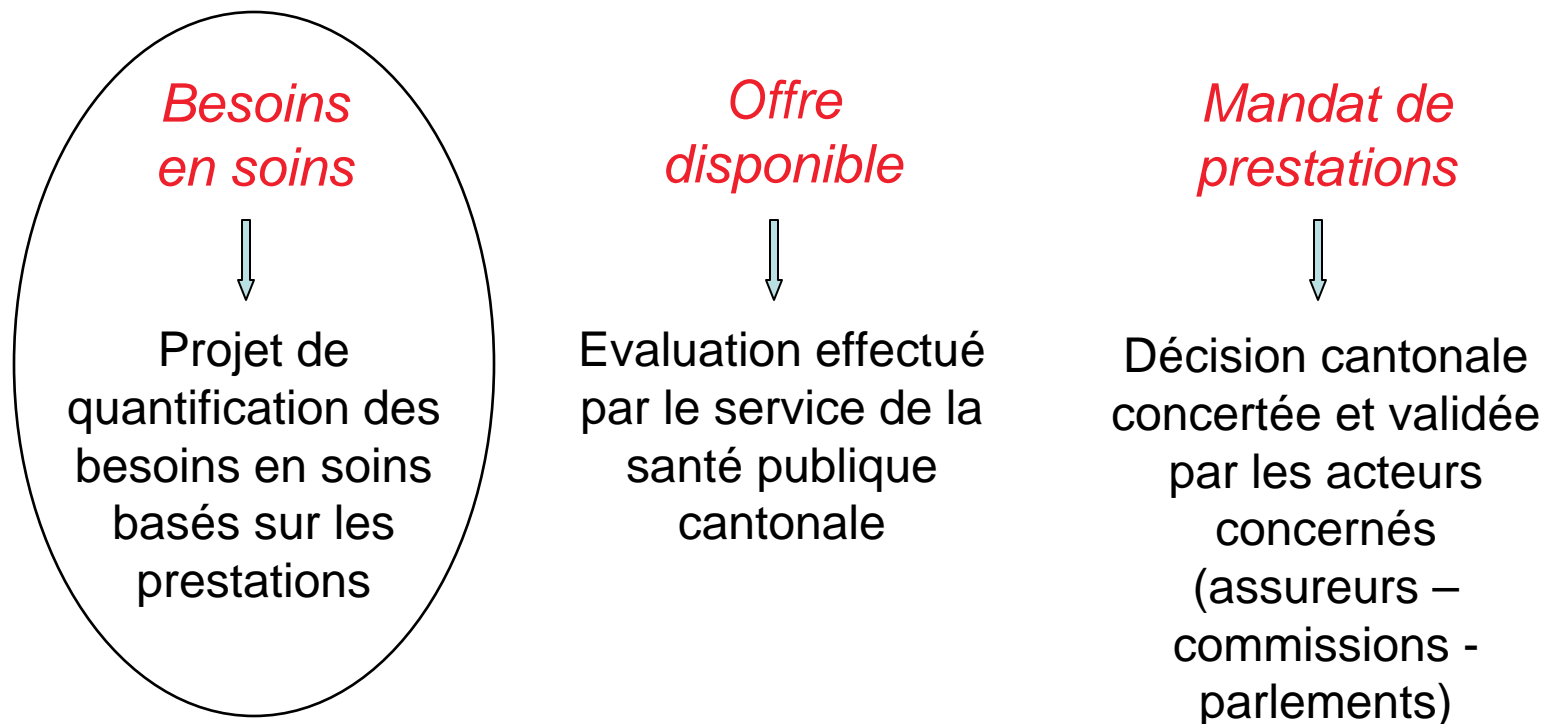 Besoins
en soins
Projet de
quantification des
besoins en soins
basés sur les
prestations
Offre
disponible
Evaluation effectué
par le service de la
santé publique
cantonale
Mandat de
prestations
Décision cantonale
concertée et validée
par les acteurs
concernés
(assureurs –
commissions -
parlements)